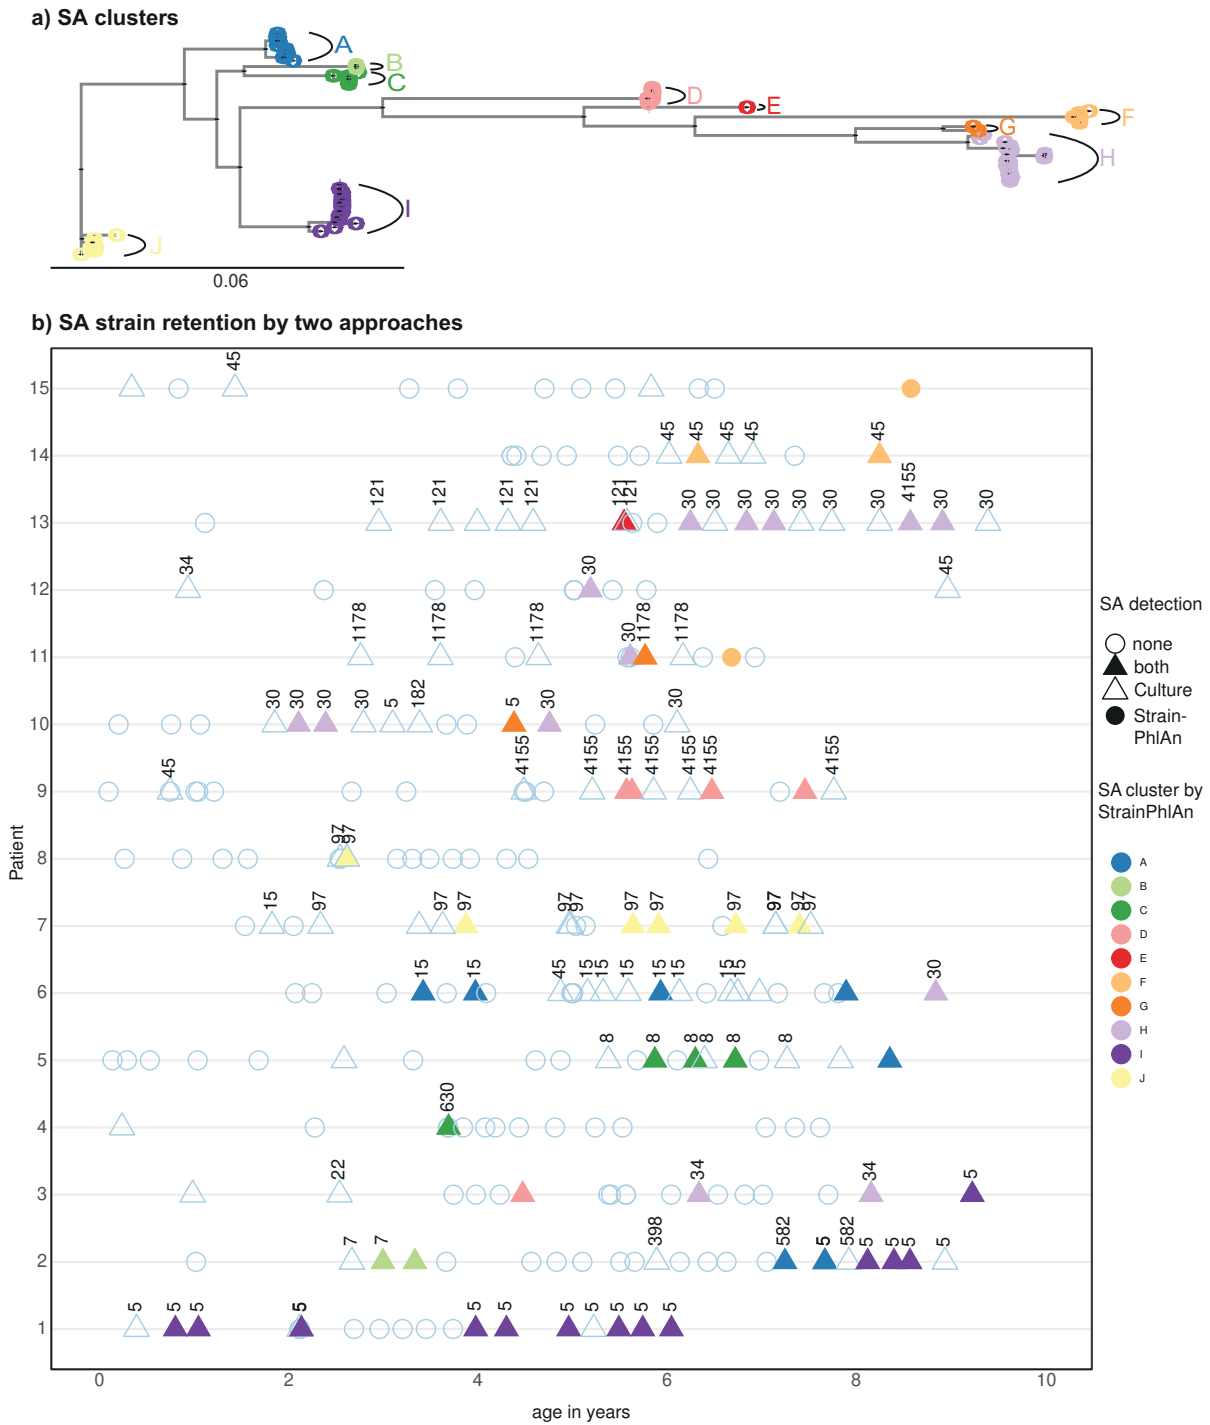 a) SA clusters
A
B
C
D
E
F
G
H
I
J
0.06
b) SA strain retention by two approaches
45
15
45 45 45 45 45
14
121 121 121 121 121 121 30 30 30 30 30 30 30 4155 30 30
13
34 30 45
12
1178 1178 1178 30 1178 1178
11
30 30 30 30 5 182 5 30 30
10
45 4155 4155 4155 4155 4155 4155 4155
9
97 97
8
15 97 97 97 97 97 97 97 97 97 97 97
7
15 15 45 15 15 15 15 15 15 15 30
6
8 8 8 8 8 8
5
630
4
22 34 34 5
3
7 7 398 582 5 582 5 5 5 5
2
5 5 5 5 5 5 5 5 5 5 5
1
0 2 4 6 8 10
age in years
Patient
SA detection
none
both
Culture
Strain-
PhlAn
SA cluster by
StrainPhlAn
A
B
C
D
E
F
G
H
I
J